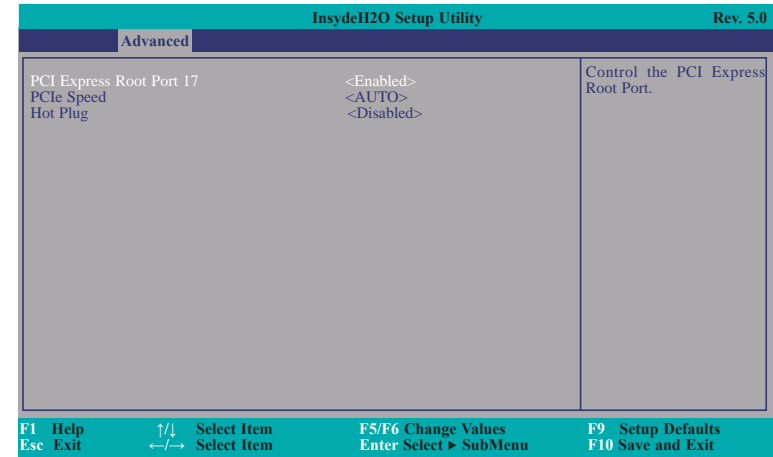 InsydeH2O Setup Utility Rev. 5.0
Advanced
PCI Express Root Port 17 <Enabled>
PCIe Speed <AUTO>
Hot Plug <Disabled>
Control the PCI Express
Root Port.
F1 Help ↑/↓ Select Item F5/F6 Change Values F9 Setup Defaults
Esc Exit ←/→ Select Item Enter Select ► SubMenu F10 Save and Exit